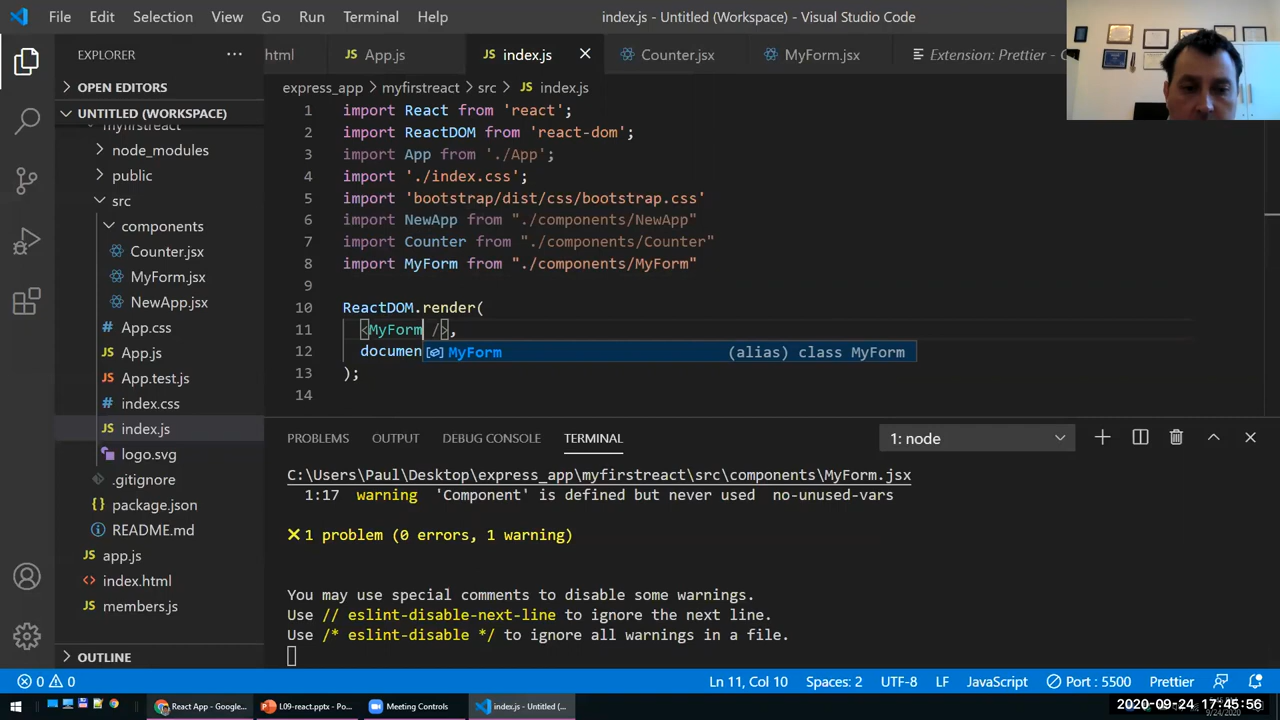 File Edit Selection View Go Run Terminal Help
index.js - Untitled (Workspace) - Visual Studio Code
EXPLORER
html
App.js
index.js
Counter.jsx
MyForm.jsx
Extension: Prettier - C
OPEN EDITORS
express_app > myfirstreact > src > index.js
UNTITLED (WORKSPACE)
myfirstreact
node_modules
public
src
components
Counter.jsx
MyForm.jsx
NewApp.jsx
App.css
App.js
App.test.js
index.css
index.js
logo.svg
.gitignore
package.json
README.md
app.js
index.html
members.js
OUTLINE
1 import React from 'react';
2 import ReactDOM from 'react-dom';
3 import App from './App';
4 import './index.css';
5 import 'bootstrap/dist/css/bootstrap.css'
6 import NewApp from "./components/NewApp"
7 import Counter from "./components/Counter"
8 import MyForm from "./components/MyForm"
9
10 ReactDOM.render(
11 <MyForm />,
12 documen
MyForm (alias) class MyForm
13 );
14
PROBLEMS OUTPUT DEBUG CONSOLE TERMINAL
1: node
C:\Users\Paul\Desktop\express_app\myfirstreact\src\components\MyForm.jsx
1:17 warning 'Component' is defined but never used no-unused-vars
✕ 1 problem (0 errors, 1 warning)
You may use special comments to disable some warnings.
Use // eslint-disable-next-line to ignore the next line.
Use /* eslint-disable */ to ignore all warnings in a file.
0 0
Ln 11, Col 10
Spaces: 2
UTF-8
LF
JavaScript
Port : 5500
Prettier
React App - Google...
L09-react.pptx - Po...
Meeting Controls
index.js - Untitled (...
2020-09-24 17:45:56
9/24/2020